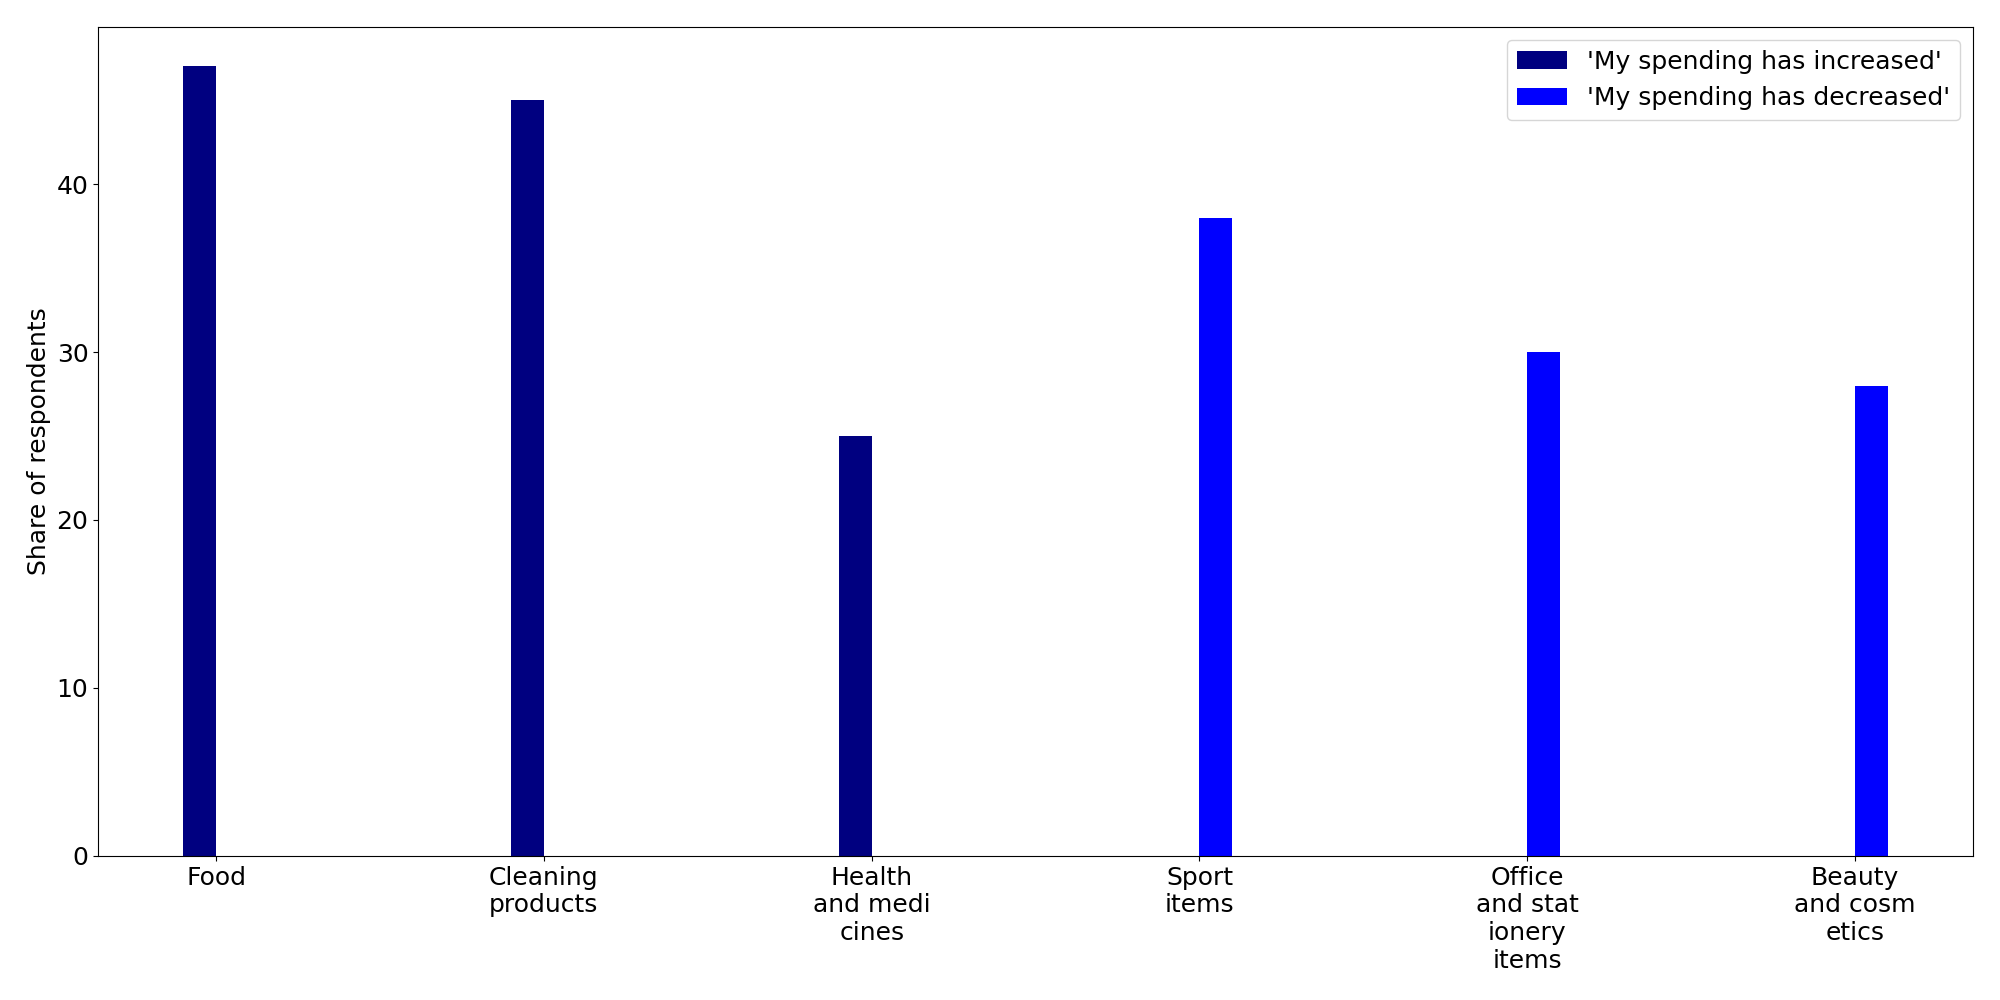 'My spending has increased'
'My spending has decreased'
Share of respondents
40
30
20
10
0
Food
Cleaning
products
Health
and medi
cines
Sport
items
Office
and stat
ionery
items
Beauty
and cosm
etics